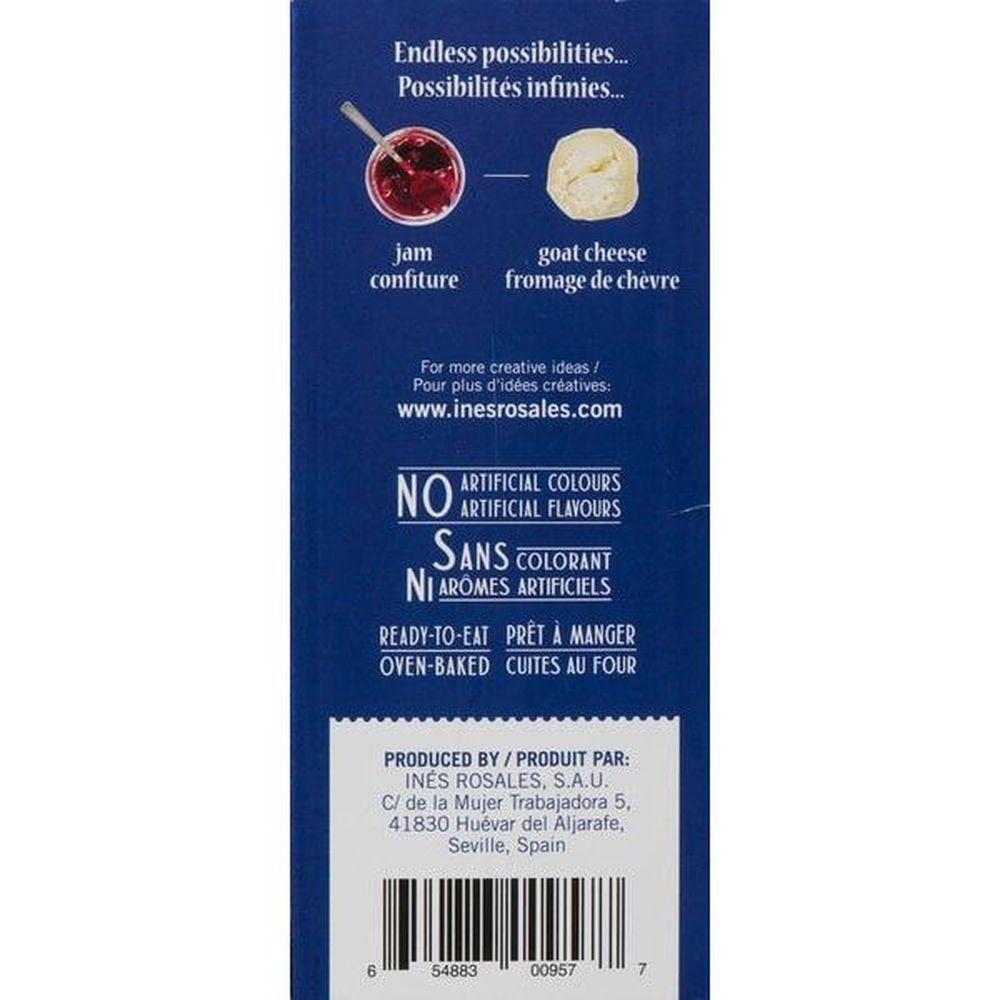 Endless possibilities...
Possibilités infinies...
jam
confiture
goat cheese
fromage de chèvre
For more creative ideas /
Pour plus d'idées créatives:
www.inesrosales.com
NO ARTIFICIAL COLOURS
ARTIFICIAL FLAVOURS
SANS COLORANT
NI ARÔMES ARTIFICIELS
READY-TO-EAT PRÊT À MANGER
OVEN-BAKED CUITES AU FOUR
PRODUCED BY / PRODUIT PAR:
INÉS ROSALES, S.A.U.
C/ de la Mujer Trabajadora 5,
41830 Huévar del Aljarafe,
Seville, Spain
6 54883 00957 7